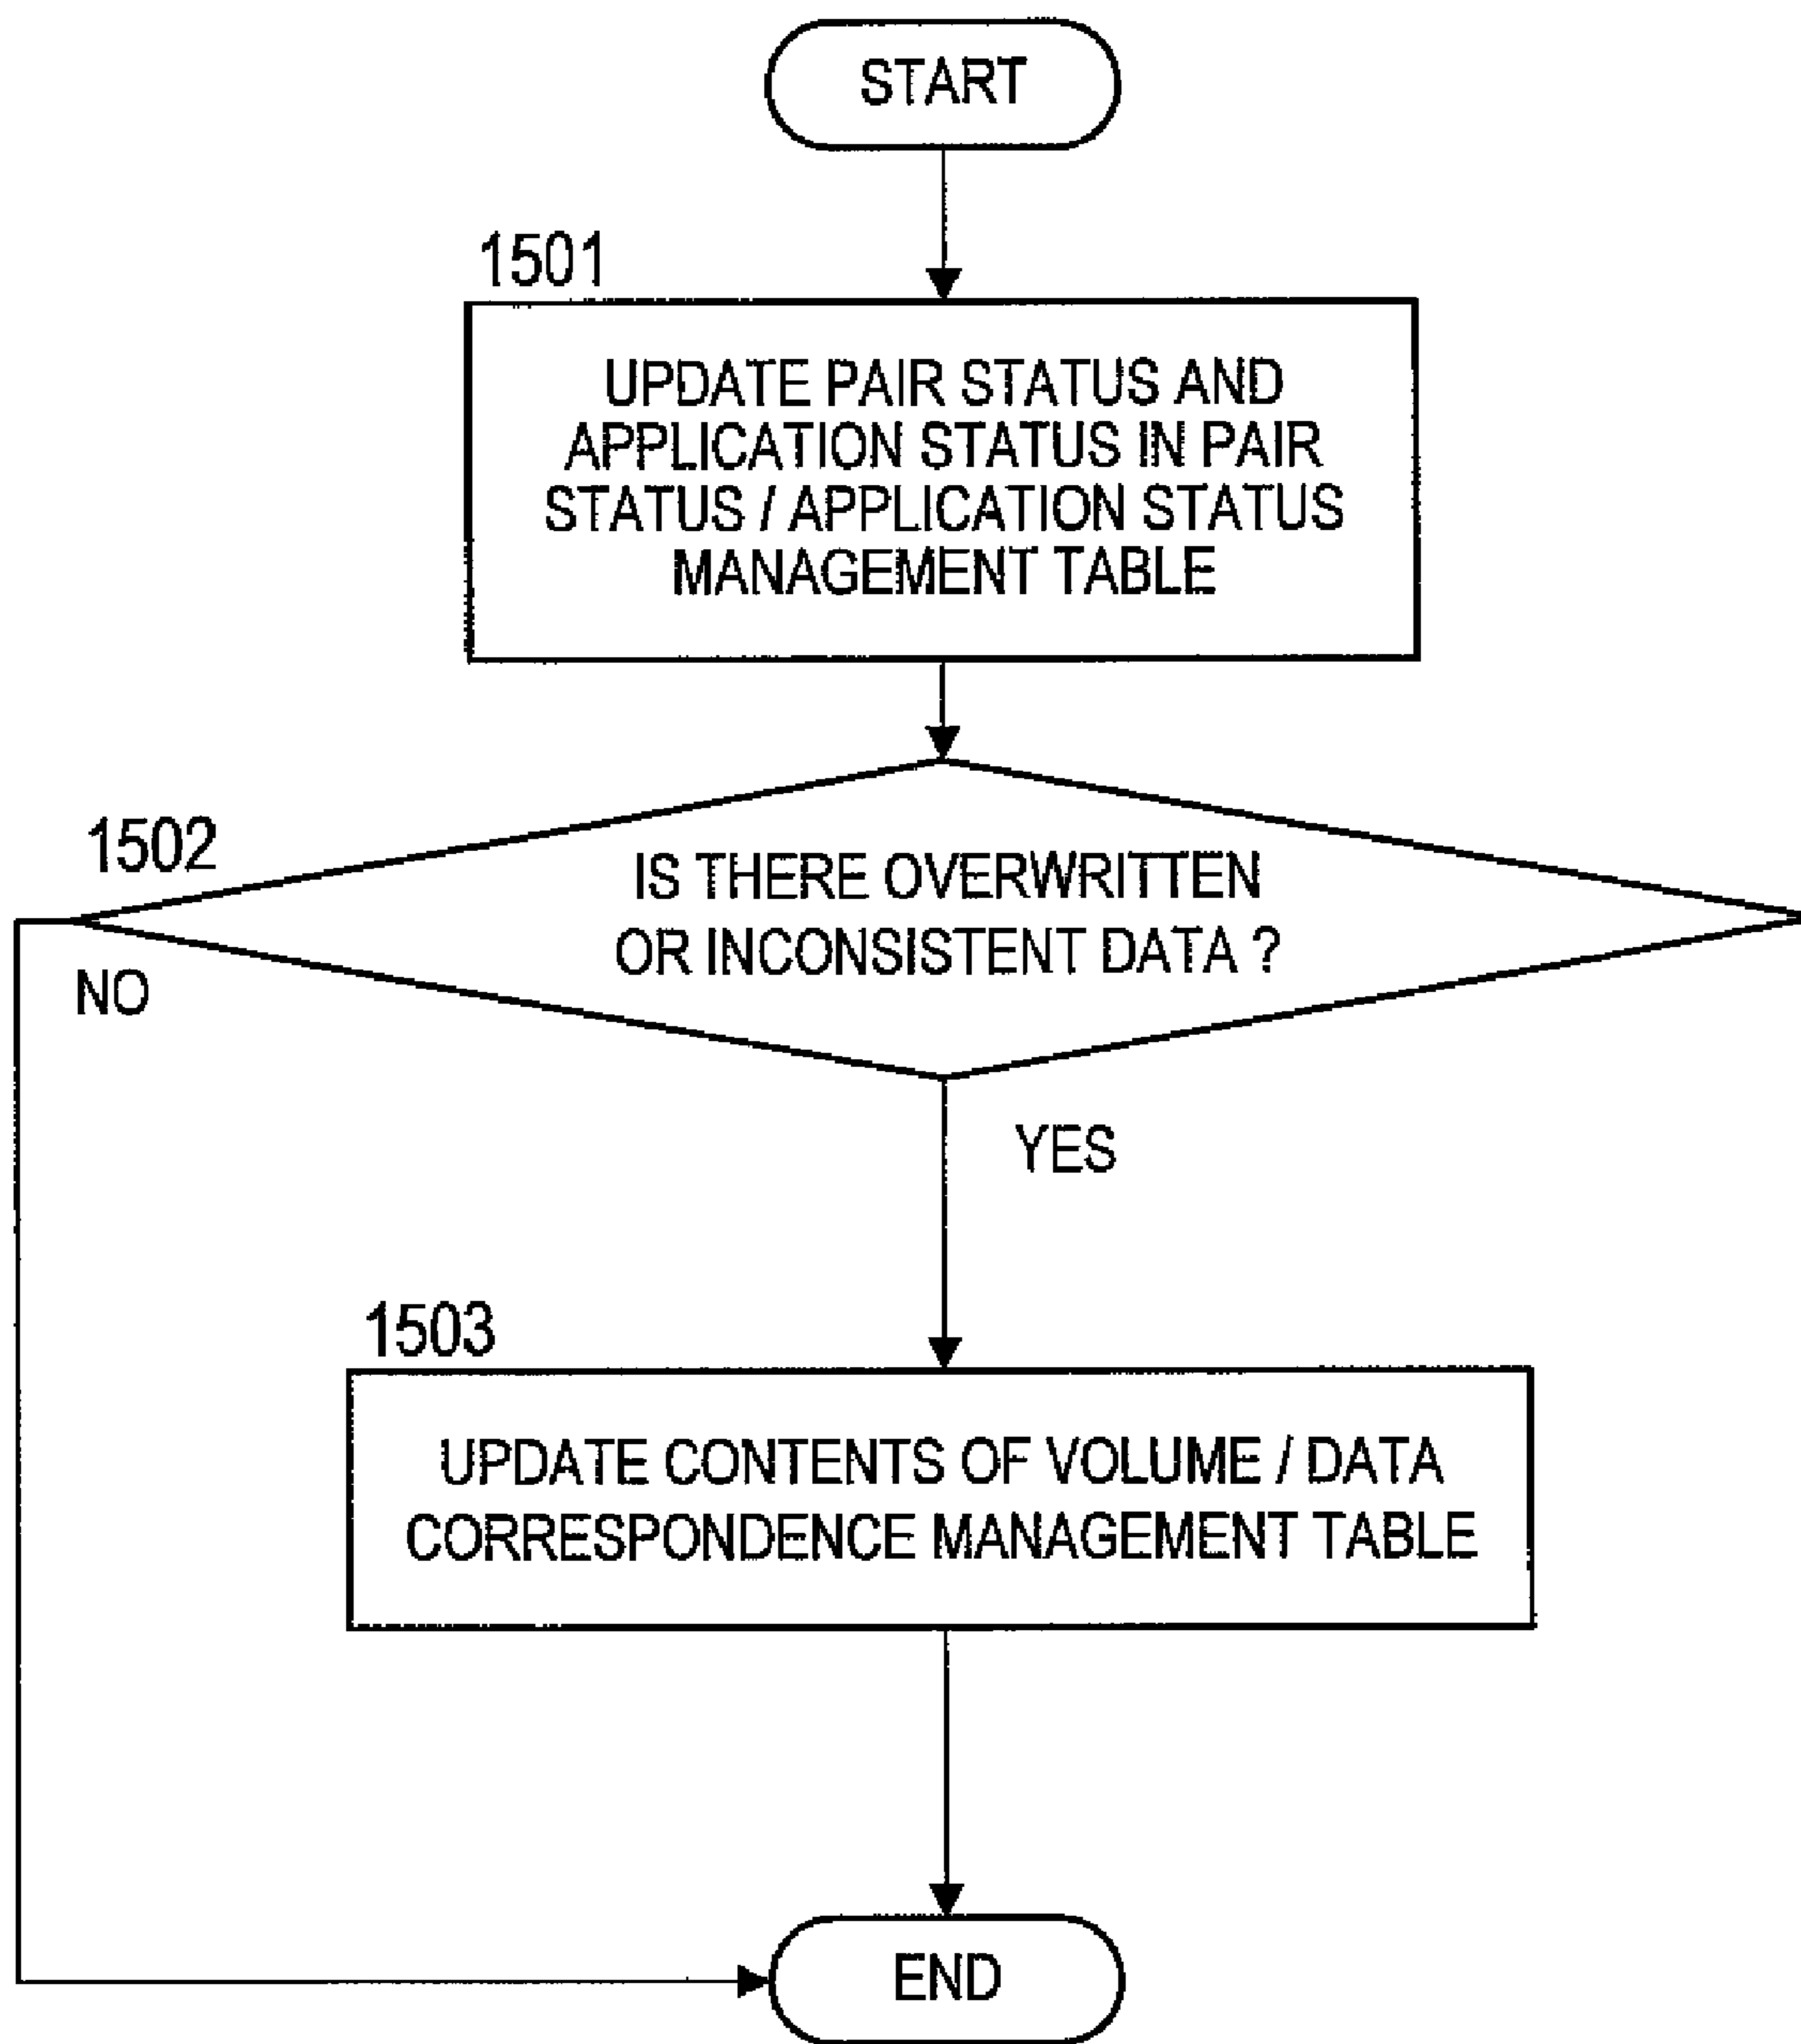 START
1501
UPDATE PAIR STATUS AND
APPLICATION STATUS IN PAIR
STATUS / APPLICATION STATUS
MANAGEMENT TABLE
1502
IS THERE OVERWRITTEN
OR INCONSISTENT DATA ?
NO
YES
1503
UPDATE CONTENTS OF VOLUME / DATA
CORRESPONDENCE MANAGEMENT TABLE
END